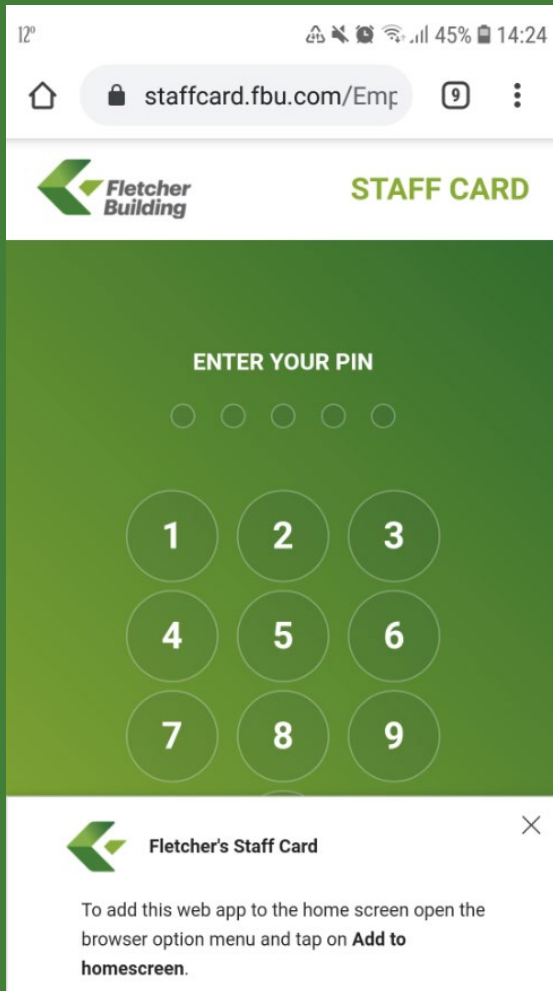 12° 45% 14:24
staffcard.fbu.com/Emp 9
Fletcher
Building
STAFF CARD
ENTER YOUR PIN
1 2 3
4 5 6
7 8 9
Fletcher's Staff Card
To add this web app to the home screen open the
browser option menu and tap on Add to
homescreen.